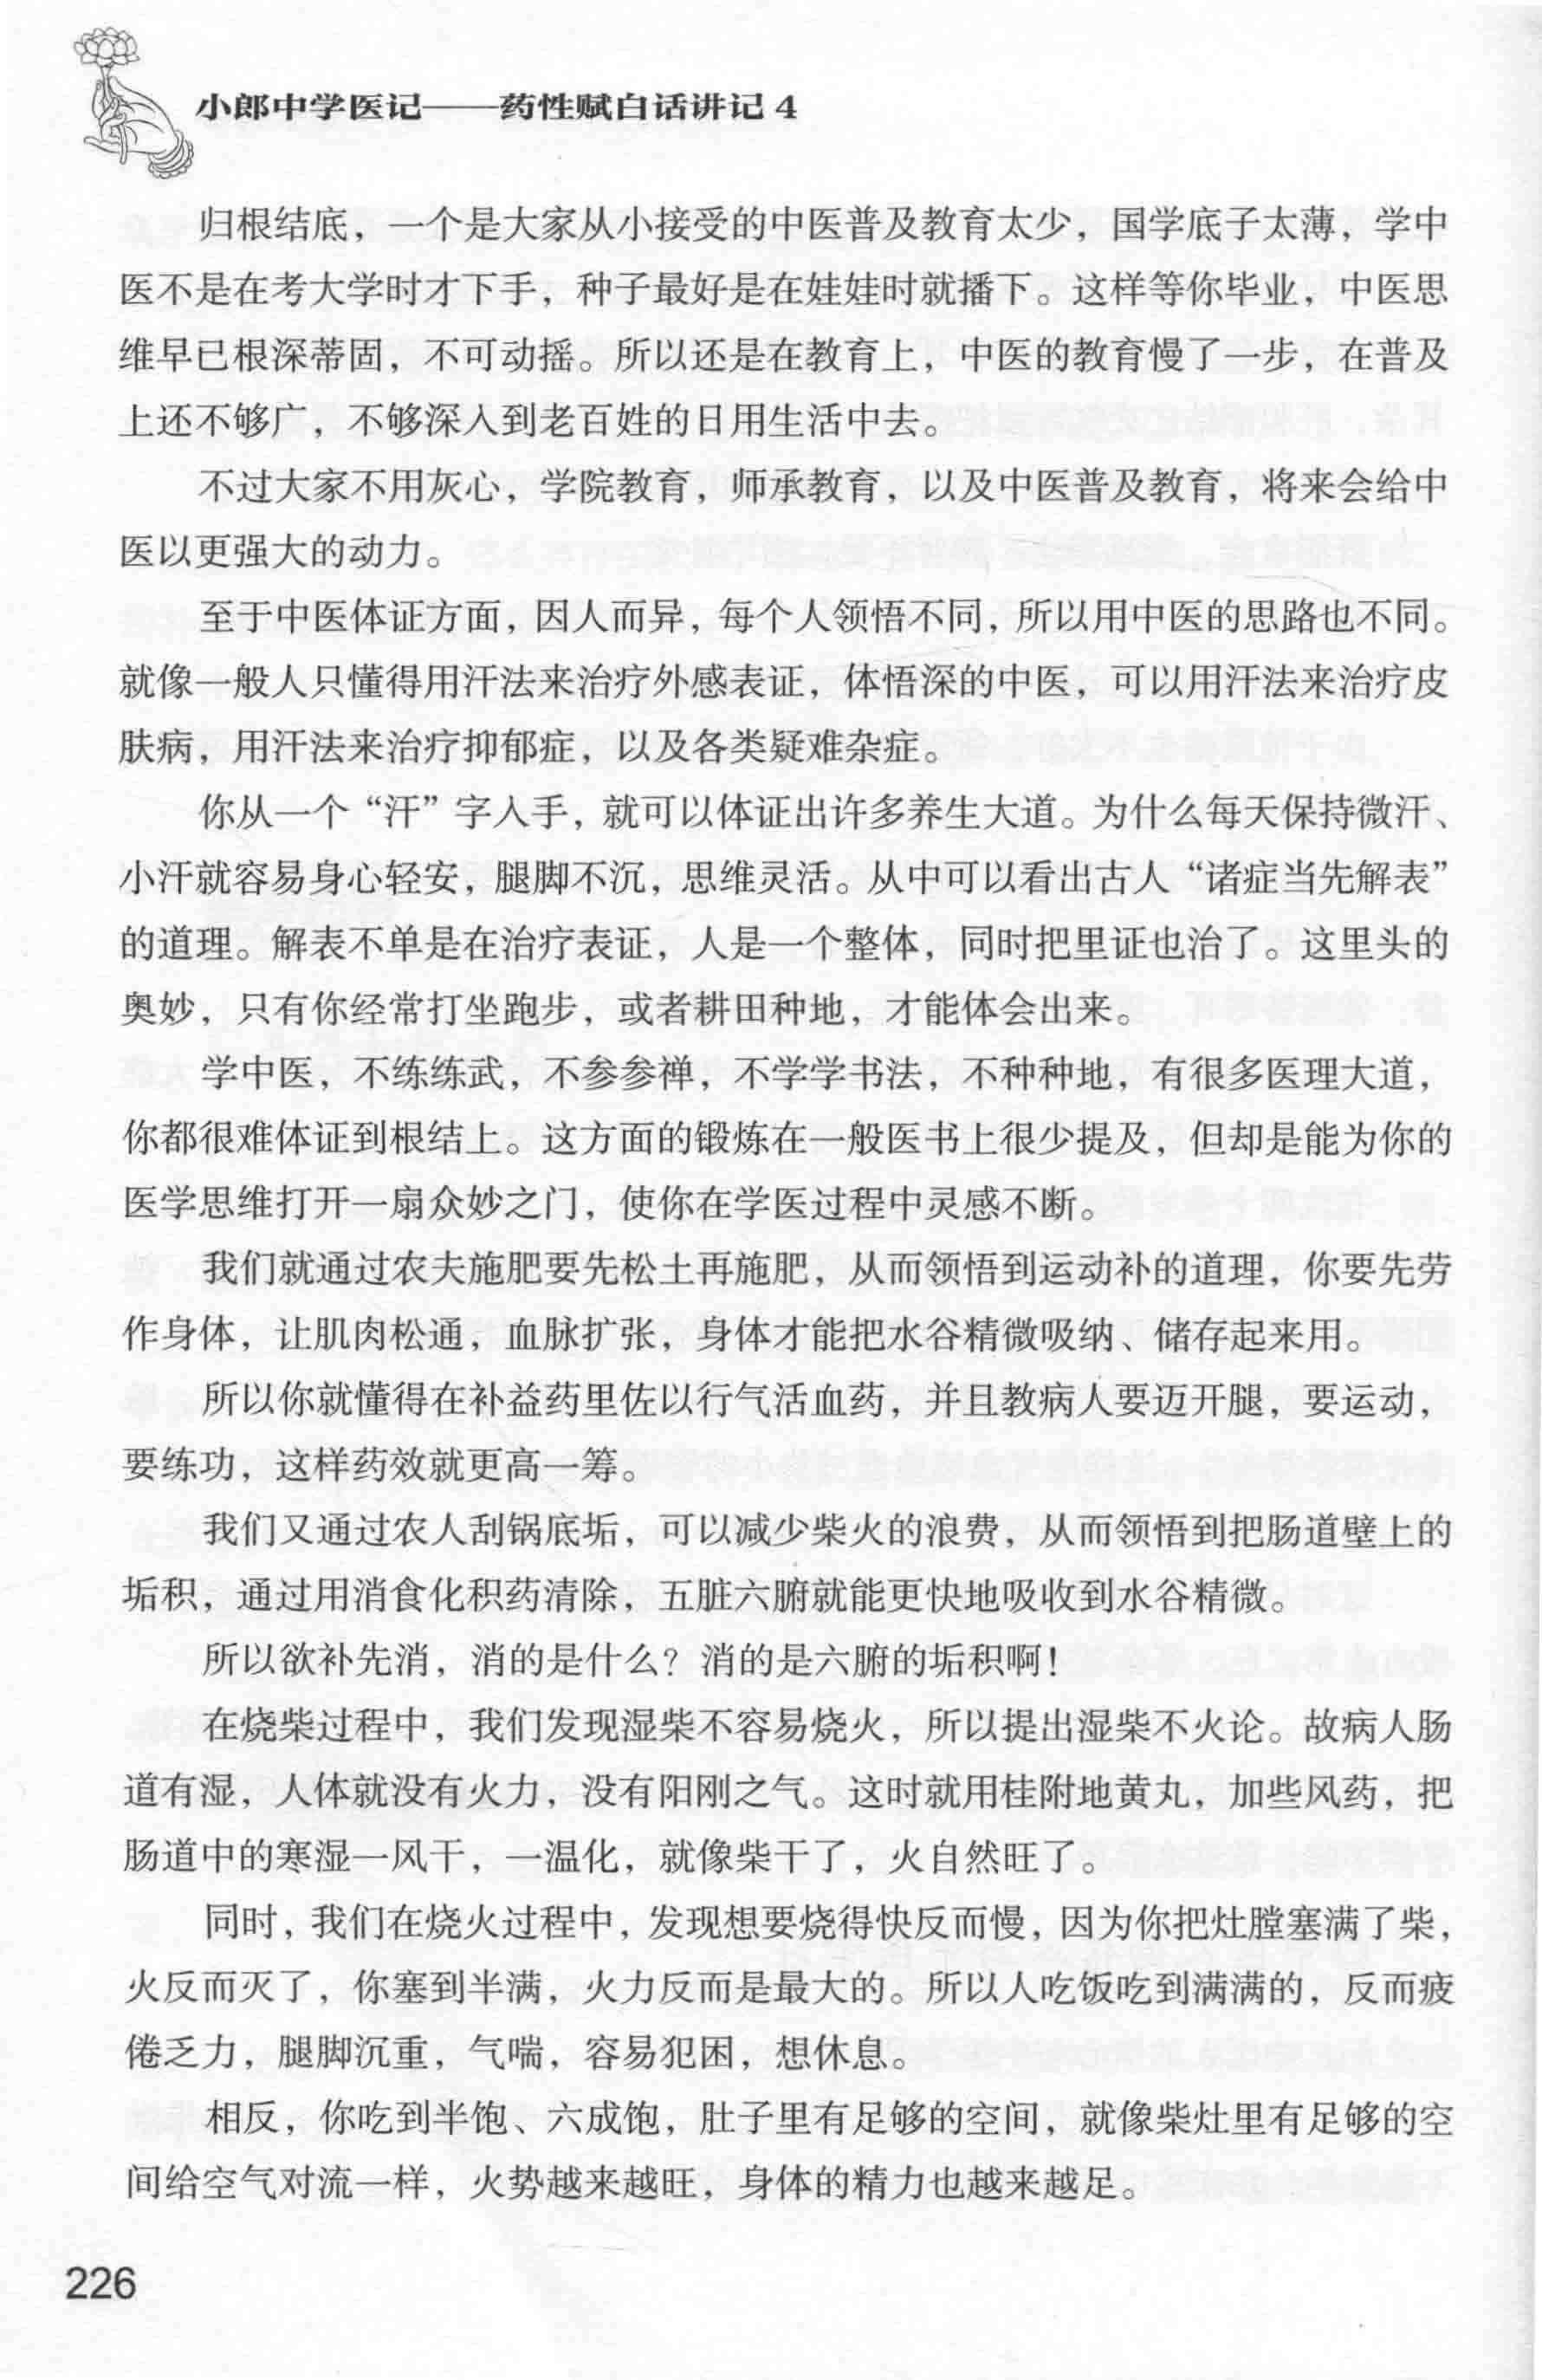 小郎中学医记——药性赋白话讲记 4
归根结底，一个是大家从小接受的中医普及教育太少，国学底子太薄，学中
医不是在考大学时才下手，种子最好是在娃娃时就播下。这样等你毕业，中医思
维早已根深蒂固，不可动摇。所以还是在教育上，中医的教育慢了一步，在普及
上还不够广，不够深入到老百姓的日用生活中去。
不过大家不用灰心，学院教育，师承教育，以及中医普及教育，将来会给中
医以更强大的动力。
至于中医体证方面，因人而异，每个人领悟不同，所以用中医的思路也不同。
就像一般人只懂得用汗法来治疗外感表证，体悟深的中医，可以用汗法来治疗皮
肤病，用汗法来治疗抑郁症，以及各类疑难杂症。
你从一个“汗”字入手，就可以体证出许多养生大道。为什么每天保持微汗、
小汗就容易身心轻安，腿脚不沉，思维灵活。从中可以看出古人“诸症当先解表”
的道理。解表不单是在治疗表证，人是一个整体，同时把里证也治了。这里头的
奥妙，只有你经常打坐跑步，或者耕田种地，才能体会出来。
学中医，不练练武，不参参禅，不学学书法，不种种地，有很多医理大道，
你都很难体证到根结上。这方面的锻炼在一般医书上很少提及，但却是能为你的
医学思维打开一扇众妙之门，使你在学医过程中灵感不断。
我们就通过农夫施肥要先松土再施肥，从而领悟到运动补的道理，你要先劳
作身体，让肌肉松通，血脉扩张，身体才能把水谷精微吸纳、储存起来用。
所以你就懂得在补益药里佐以行气活血药，并且教病人要迈开腿，要运动，
要练功，这样药效就更高一筹。
我们又通过农人刮锅底垢，可以减少柴火的浪费，从而领悟到把肠道壁上的
垢积，通过用消食化积药清除，五脏六腑就能更快地吸收到水谷精微。
所以欲补先消，消的是什么？消的是六腑的垢积啊！
在烧柴过程中，我们发现湿柴不容易烧火，所以提出湿柴不火论。故病人肠
道有湿，人体就没有火力，没有阳刚之气。这时就用桂附地黄丸，加些风药，把
肠道中的寒湿一风干，一温化，就像柴干了，火自然旺了。
同时，我们在烧火过程中，发现想要烧得快反而慢，因为你把灶膛塞满了柴，
火反而灭了，你塞到半满，火力反而是最大的。所以人吃饭吃到满满的，反而疲
倦乏力，腿脚沉重，气喘，容易犯困，想休息。
相反，你吃到半饱、六成饱，肚子里有足够的空间，就像柴灶里有足够的空
间给空气对流一样，火势越来越旺，身体的精力也越来越足。
226